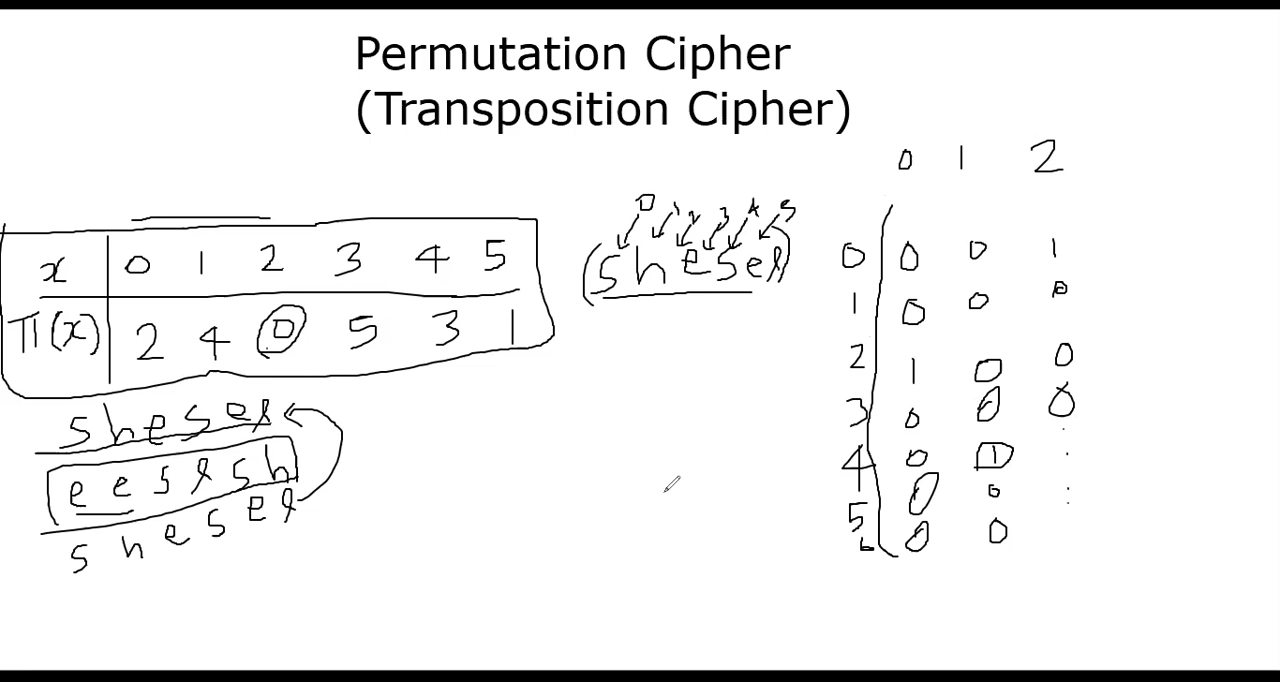 Permutation Cipher
(Transposition Cipher)
x 0 1 2 3 4 5
π(x) 2 4 0 5 3 1
shesel
eeslsh
shesel
0 1 2 3 4 5
(shesel)
0 1 2
0 0 0 1
1 0 0 0
2 1 0 0
3 0 0 0
4 0 1 .
5 0 .
6 0 0